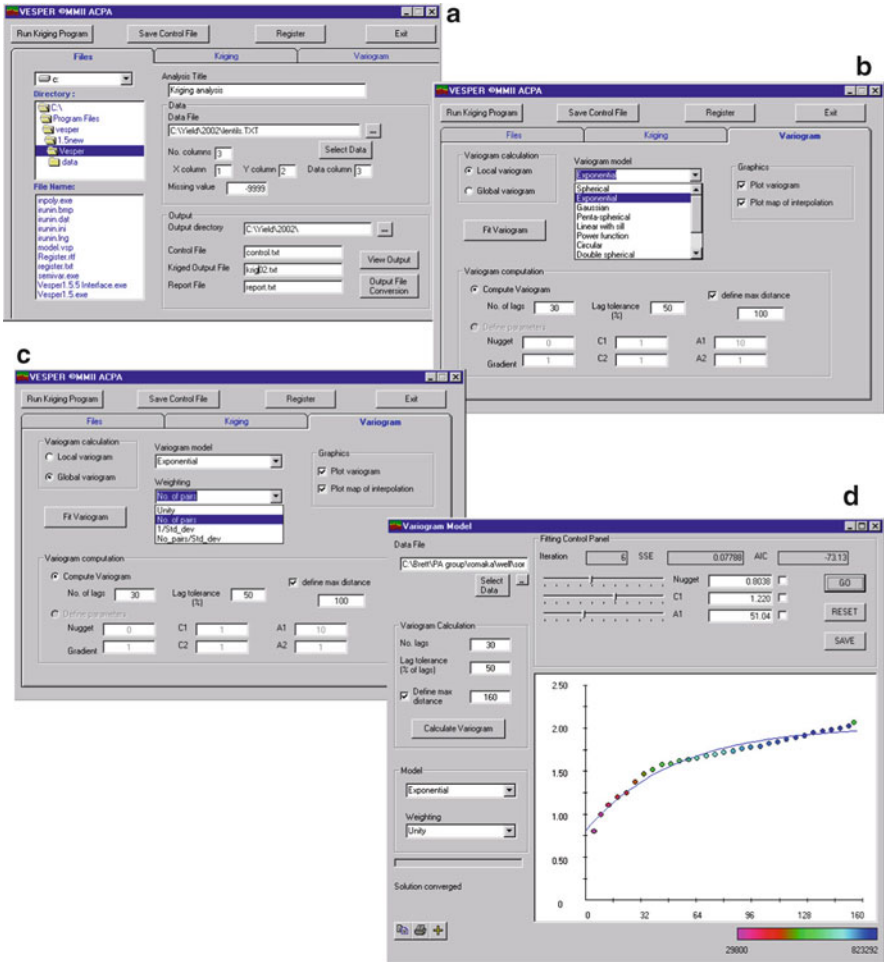 a
VESPER ©MMII ACPA
Run Kriging Program
Save Control File
Register
Exit
Files
Kriging
Variogram
c:
Directory :
C:\
Program Files
vesper
1.5new
Vesper
data
File Name:
inpoly.exe
irunin.bmp
irunin.dat
irunin.ini
irunin.lng
model.vsp
Register.rtf
register.txt
semivar.exe
Vesper1.5.5 Interface.exe
Vesper1.5.exe
Analysis Title
Kriging analysis
Data
Data File
C:\Yield\2002\lentils.TXT
...
No. columns 3
Select Data
X column 1 Y column 2 Data column 3
Missing value -9999
Output
Output directory C:\Yield\2002\
...
Control File control.txt
Kriged Output File krig02.txt
Report File report.txt
View Output
Output File
Conversion
b
VESPER ©MMII ACPA
Run Kriging Program
Save Control File
Register
Exit
Files
Kriging
Variogram
Variogram calculation
Local variogram
Global variogram
Fit Variogram
Variogram model
Exponential
Spherical
Exponential
Gaussian
Penta-spherical
Linear with sill
Power function
Circular
Double spherical
Graphics
Plot variogram
Plot map of interpolation
Variogram computation
Compute Variogram
No. of lags 30
Lag tolerance
(%)
50
define max distance
100
Define parameters
Nugget 0 C1 1 A1 10
Gradient 1 C2 1 A2 1
c
VESPER ©MMII ACPA
Run Kriging Program
Save Control File
Register
Exit
Files
Kriging
Variogram
Variogram calculation
Local variogram
Global variogram
Fit Variogram
Variogram model
Exponential
Weighting
No. of pairs
Unity
No. of pairs
1/Std_dev
No_pairs/Std_dev
Graphics
Plot variogram
Plot map of interpolation
Variogram computation
Compute Variogram
No. of lags 30
Lag tolerance
(%)
50
define max distance
100
Define parameters
Nugget 0 C1 1 A1 10
Gradient 1 C2 1 A2 1
d
Variogram Model
Data File
C:\Brett\PA group\romaka\well\sor
Select
Data
...
Variogram Calculation
No. lags 30
Lag tolerance
(% of lags)
50
Define max
distance
160
Calculate Variogram
Model
Exponential
Weighting
Unity
Solution converged
Fitting Control Panel
Iteration 6 SSE 0.07788 AIC -73.13
Nugget 0.8038
C1 1.220
A1 51.04
GO
RESET
SAVE
2.50
2.00
1.50
1.00
0.50
0
0 32 64 96 128 160
29800 823292